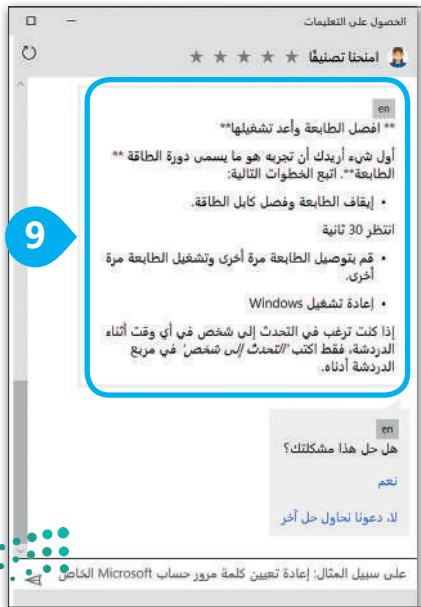 الحصول على التعليمات
امنحنا تصنيفًا ★ ★ ★ ★ ★
en
** افصل الطابعة وأعد تشغيلها**
أول شيء أريدك أن تجربه هو ما يسمى دورة الطاقة **
الطابعة**. اتبع الخطوات التالية:
• إيقاف الطابعة وفصل كابل الطاقة.
انتظر 30 ثانية
• قم بتوصيل الطابعة مرة أخرى وتشغيل الطابعة مرة
أخرى.
• إعادة تشغيل Windows
إذا كنت ترغب في التحدث إلى شخص في أي وقت أثناء
الدردشة، فقط اكتب 'التحدث إلى شخص' في مربع
الدردشة أدناه.
9
en
هل حل هذا مشكلتك؟
نعم
لا، دعونا نحاول حل آخر
على سبيل المثال: إعادة تعيين كلمة مرور حساب Microsoft الخاص